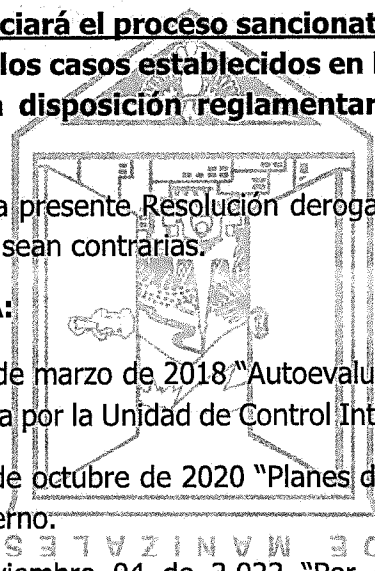 ciará el proceso sancionat
los casos establecidos en l
disposición reglamentar
a presente Resolución deroga
sean contrarias.
A:
de marzo de 2018 "Autoevalu
a por la Unidad de Control Int
de octubre de 2020 "Planes d
erno.
DE MANIZALES
viembre 04 de 2.022 "Por